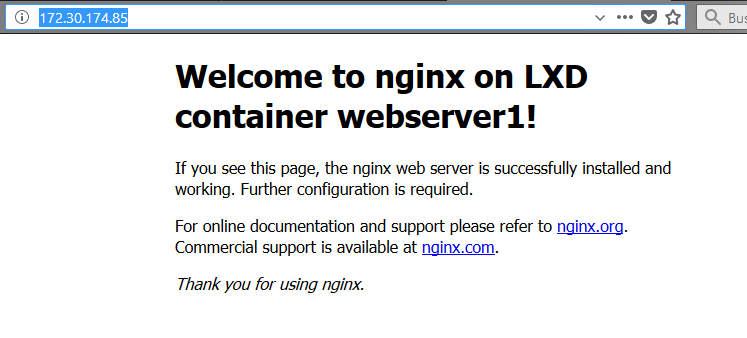 172.30.174.85
Bus
Welcome to nginx on LXD
container webserver1!
If you see this page, the nginx web server is successfully installed and
working. Further configuration is required.
For online documentation and support please refer to nginx.org.
Commercial support is available at nginx.com.
Thank you for using nginx.